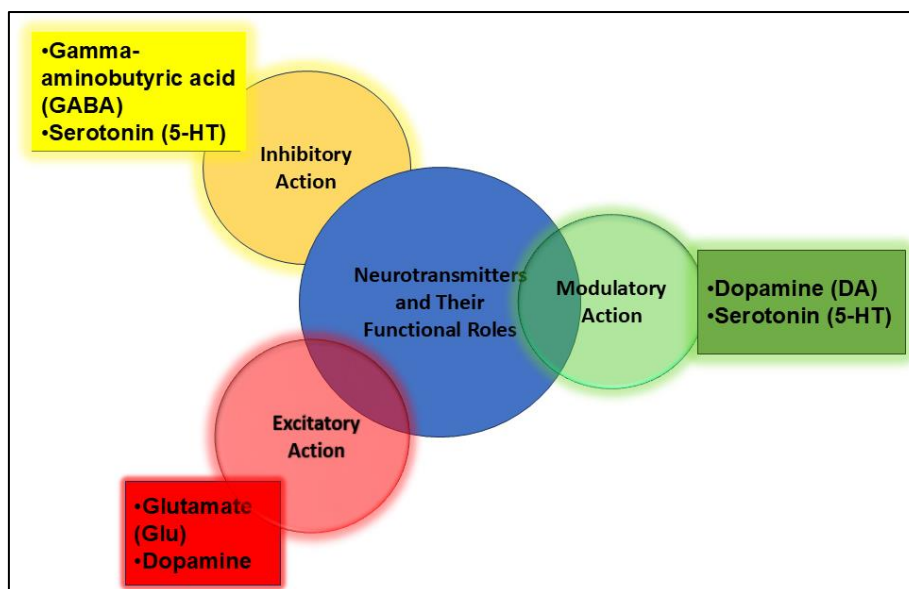 •Gamma-
aminobutyric acid
(GABA)
•Serotonin (5-HT)
Inhibitory
Action
Neurotransmitters
and Their
Functional Roles
Modulatory
Action
•Dopamine (DA)
•Serotonin (5-HT)
Excitatory
Action
•Glutamate
(Glu)
•Dopamine